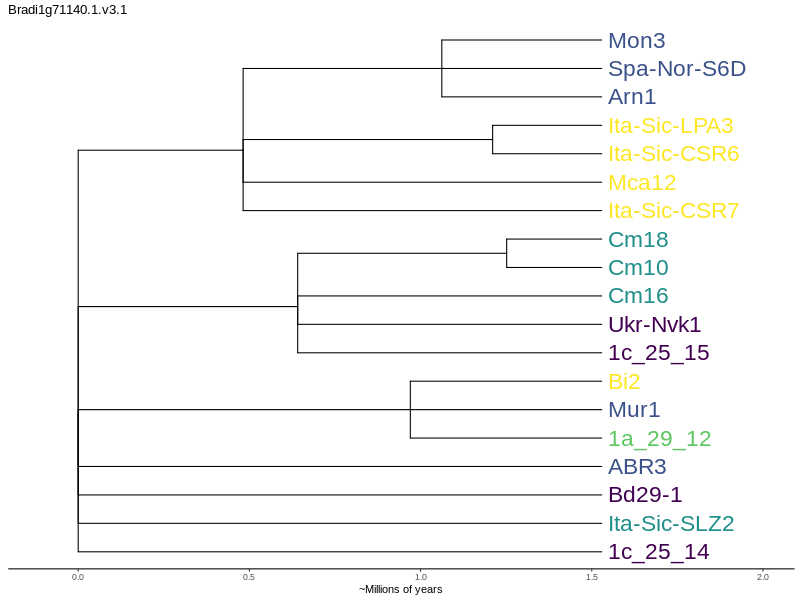 Bradi1g71140.1.v3.1
Mon3
Spa-Nor-S6D
Arn1
Ita-Sic-LPA3
Ita-Sic-CSR6
Mca12
Ita-Sic-CSR7
Cm18
Cm10
Cm16
Ukr-Nvk1
1c_25_15
Bi2
Mur1
1a_29_12
ABR3
Bd29-1
Ita-Sic-SLZ2
1c_25_14
0.0 0.5 1.0 1.5 2.0
~Millions of years